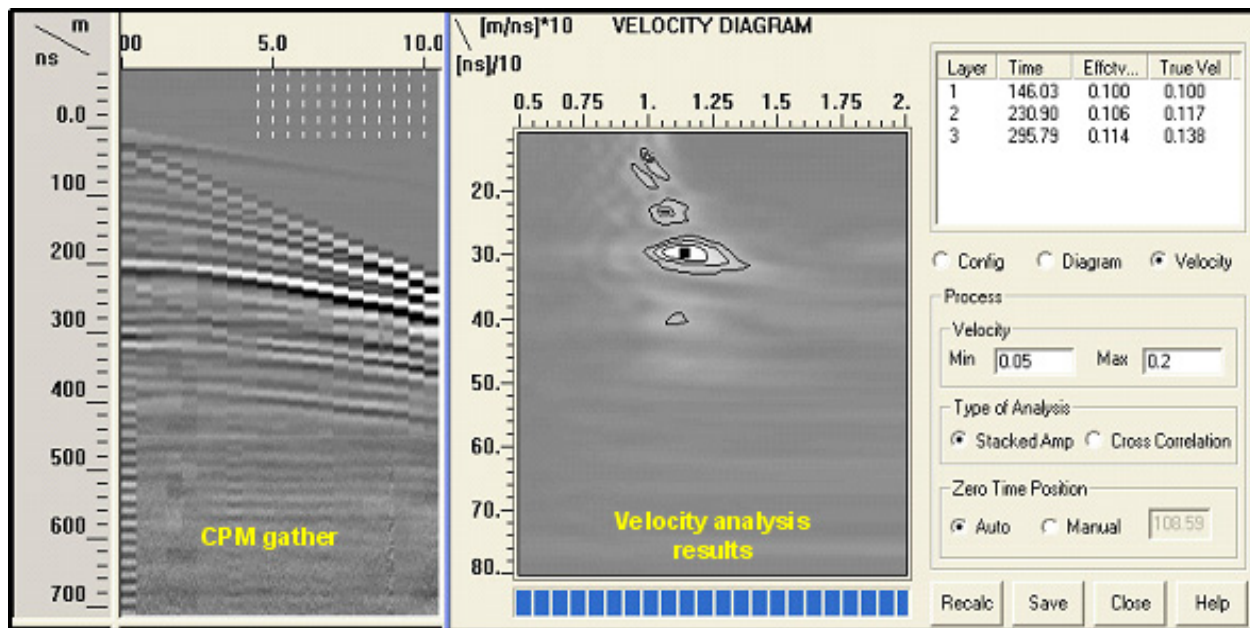 m
ns
00 5.0 10.0
0.0
100
200
300
400
500
600
700
CPM gather
[m/ns]*10 VELOCITY DIAGRAM
[ns]/10
0.5 0.75 1. 1.25 1.5 1.75 2.
20.
30.
40.
50.
60.
70.
80.
Velocity analysis
results
Layer Time Effctv... True Vel
1 146.03 0.100 0.100
2 230.90 0.106 0.117
3 295.79 0.114 0.138
Config Diagram Velocity
Process
Velocity
Min 0.05 Max 0.2
Type of Analysis
Stacked Amp Cross Correlation
Zero Time Position
Auto Manual 108.59
Recalc Save Close Help